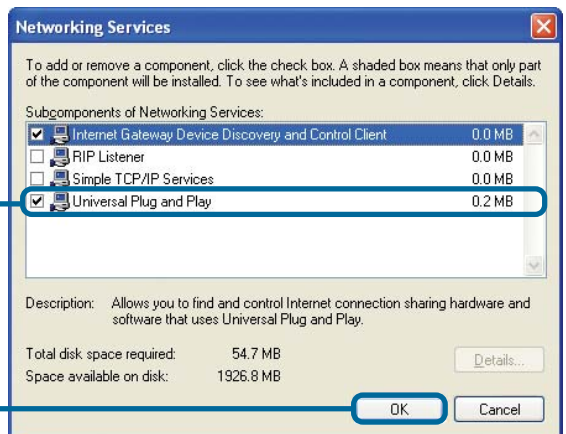 Networking Services
To add or remove a component, click the check box. A shaded box means that only part
of the component will be installed. To see what's included in a component, click Details.
Subcomponents of Networking Services:
Internet Gateway Device Discovery and Control Client 0.0 MB
RIP Listener 0.0 MB
Simple TCP/IP Services 0.0 MB
Universal Plug and Play 0.2 MB
Description: Allows you to find and control Internet connection sharing hardware and
software that uses Universal Plug and Play.
Total disk space required: 54.7 MB
Details...
Space available on disk: 1926.8 MB
OK Cancel